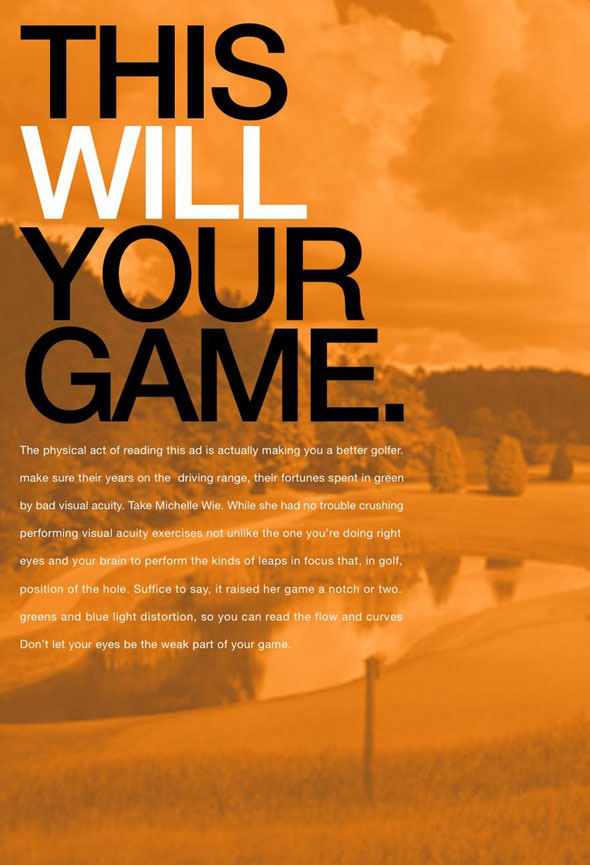 THIS
WILL
YOUR
GAME.
The physical act of reading this ad is actually making you a better golfer.
make sure their years on the driving range, their fortunes spent in green
by bad visual acuity. Take Michelle Wie. While she had no trouble crushing
performing visual acuity exercises not unlike the one you're doing right
eyes and your brain to perform the kinds of leaps in focus that, in golf,
position of the hole. Suffice to say, it raised her game a notch or two.
greens and blue light distortion, so you can read the flow and curves
Don't let your eyes be the weak part of your game.